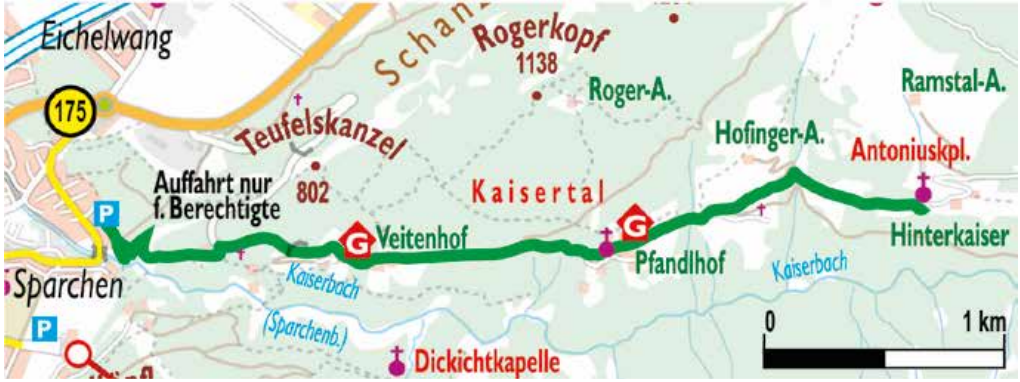 Eichelwang
175
Rogerkopf
1138
Roger-A.
Ramstal-A.
Teufelskanzel
802
Hofinger-A.
Auffahrt nur
f. Berechtigte
P
Kaisertal
Antoniuskpl.
G
Veitenhof
G
Pfandlhof
Hinterkaiser
Sparchen
Kaiserbach
(Sparchenb.)
Kaiserbach
P
Dickichtkapelle
0
1 km